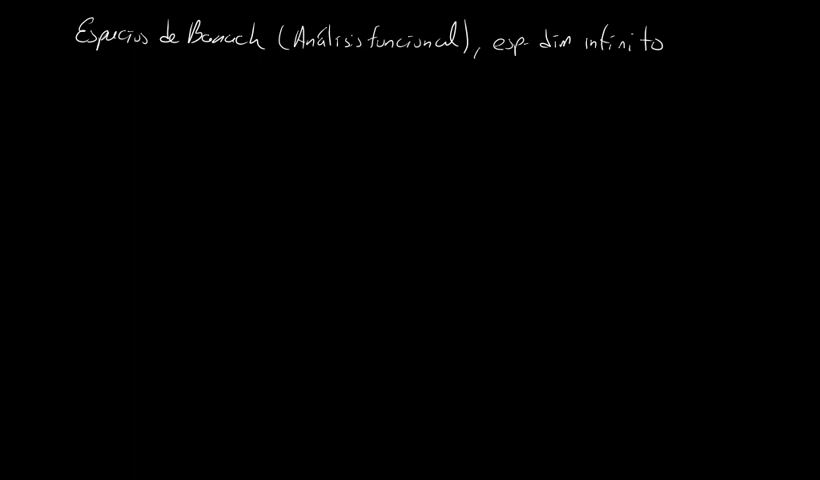 Espacios de Banach (Análisis funcional), esp. dim infinito